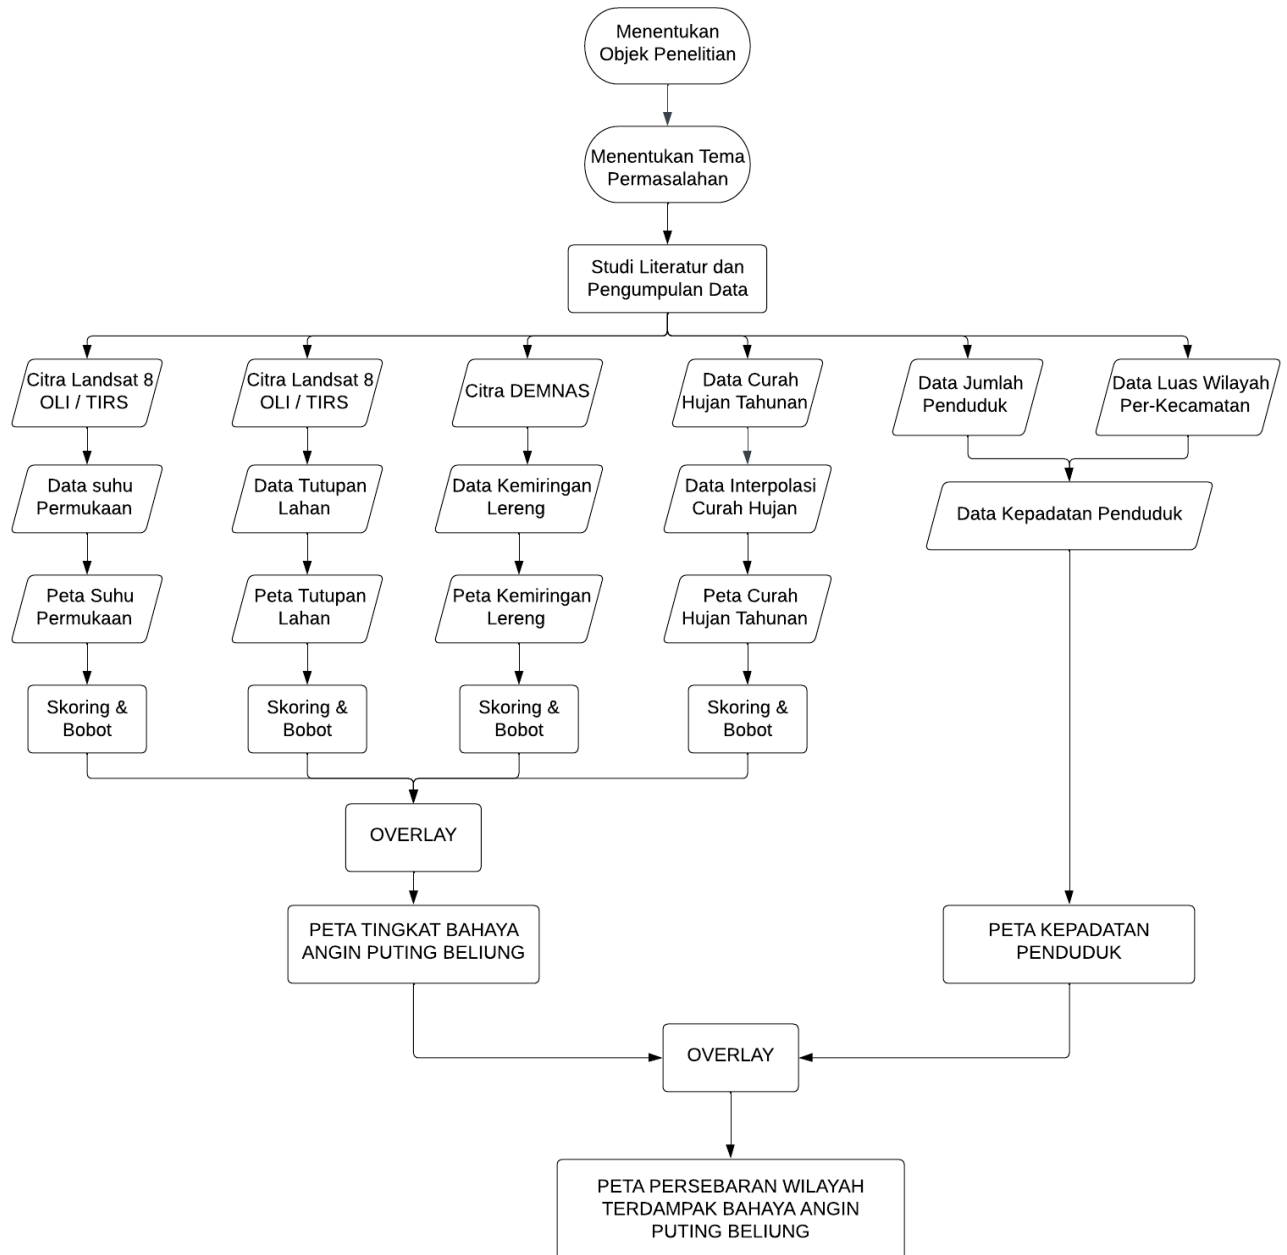 Menentukan
Objek Penelitian
Menentukan Tema
Permasalahan
Studi Literatur dan
Pengumpulan Data
Citra Landsat 8
OLI / TIRS
Citra Landsat 8
OLI / TIRS
Citra DEMNAS
Data Curah
Hujan Tahunan
Data Jumlah
Penduduk
Data Luas Wilayah
Per-Kecamatan
Data suhu
Permukaan
Data Tutupan
Lahan
Data Kemiringan
Lereng
Data Interpolasi
Curah Hujan
Data Kepadatan Penduduk
Peta Suhu
Permukaan
Peta Tutupan
Lahan
Peta Kemiringan
Lereng
Peta Curah
Hujan Tahunan
Skoring &
Bobot
Skoring &
Bobot
Skoring &
Bobot
Skoring &
Bobot
OVERLAY
PETA TINGKAT BAHAYA
ANGIN PUTING BELIUNG
PETA KEPADATAN
PENDUDUK
OVERLAY
PETA PERSEBARAN WILAYAH
TERDAMPAK BAHAYA ANGIN
PUTING BELIUNG